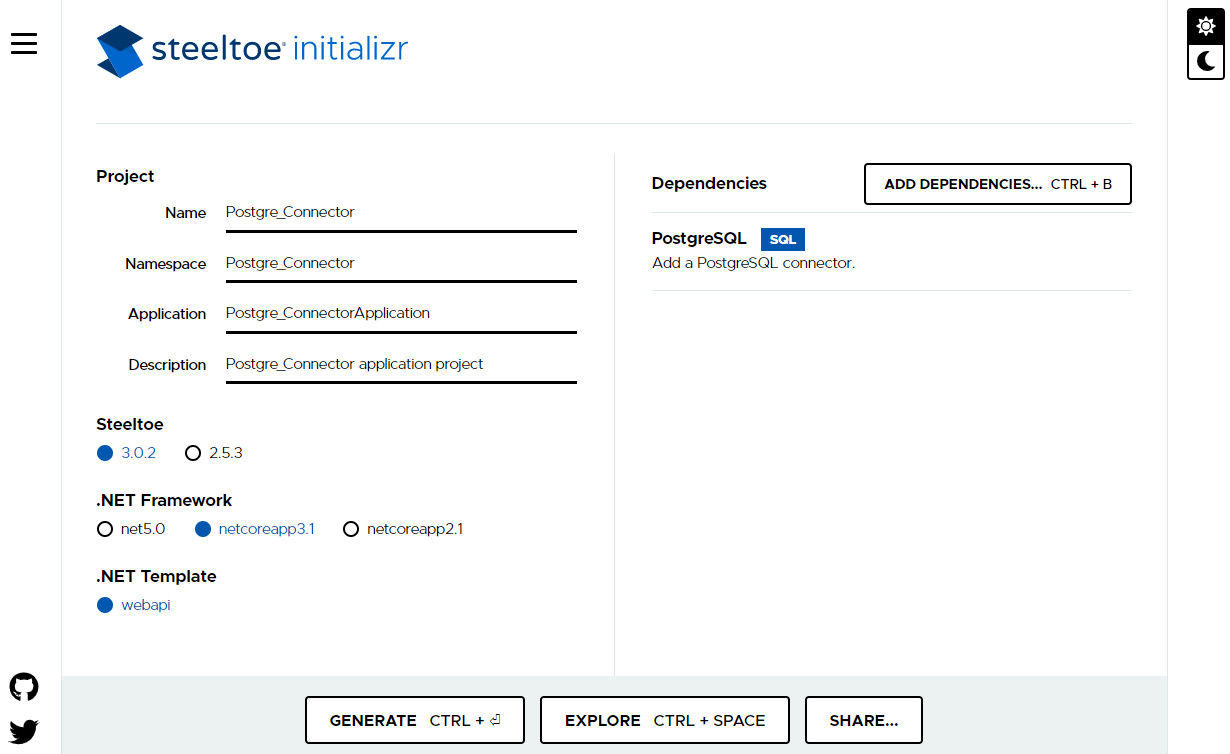 steeltoe® initializr
Project
Name Postgre_Connector
Namespace Postgre_Connector
Application Postgre_ConnectorApplication
Description Postgre_Connector application project
Steeltoe
3.0.2 2.5.3
.NET Framework
net5.0 netcoreapp3.1 netcoreapp2.1
.NET Template
webapi
Dependencies ADD DEPENDENCIES... CTRL + B
PostgreSQL SQL
Add a PostgreSQL connector.
GENERATE CTRL + ⏎ EXPLORE CTRL + SPACE SHARE...